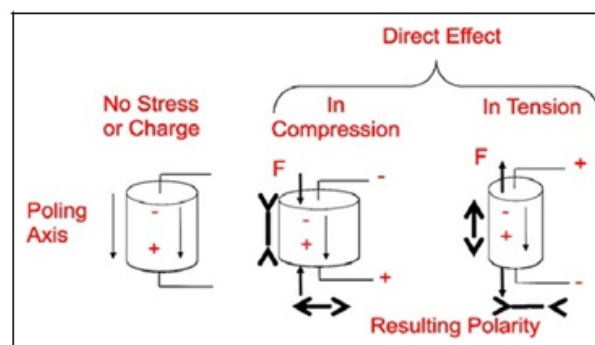 Direct Effect
No Stress
or Charge
In
Compression
In Tension
F
-
F
+
Poling
Axis
-
+
-
+
-
+
+
-
Resulting Polarity